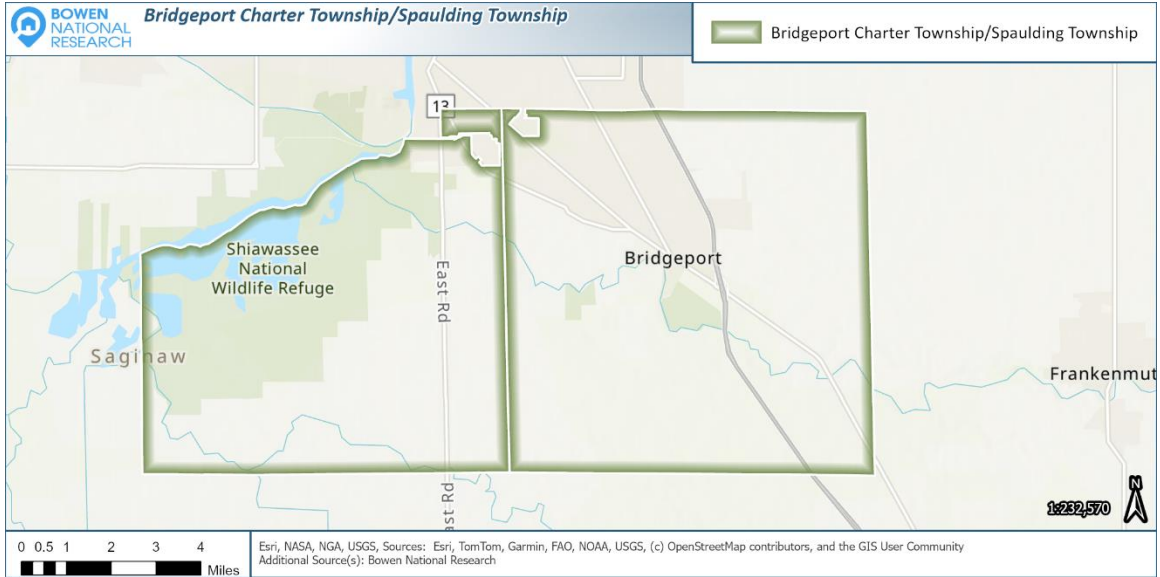 BOWEN
NATIONAL
RESEARCH
Bridgeport Charter Township/Spaulding Township
Bridgeport Charter Township/Spaulding Township
13
Shiawassee
National
Wildlife Refuge
East Rd
Bridgeport
Saginaw
Frankenmut
ast Rd
N
1:232,570
0 0.5 1 2 3 4
Miles
Esri, NASA, NGA, USGS, Sources: Esri, TomTom, Garmin, FAO, NOAA, USGS, (c) OpenStreetMap contributors, and the GIS User Community
Additional Source(s): Bowen National Research